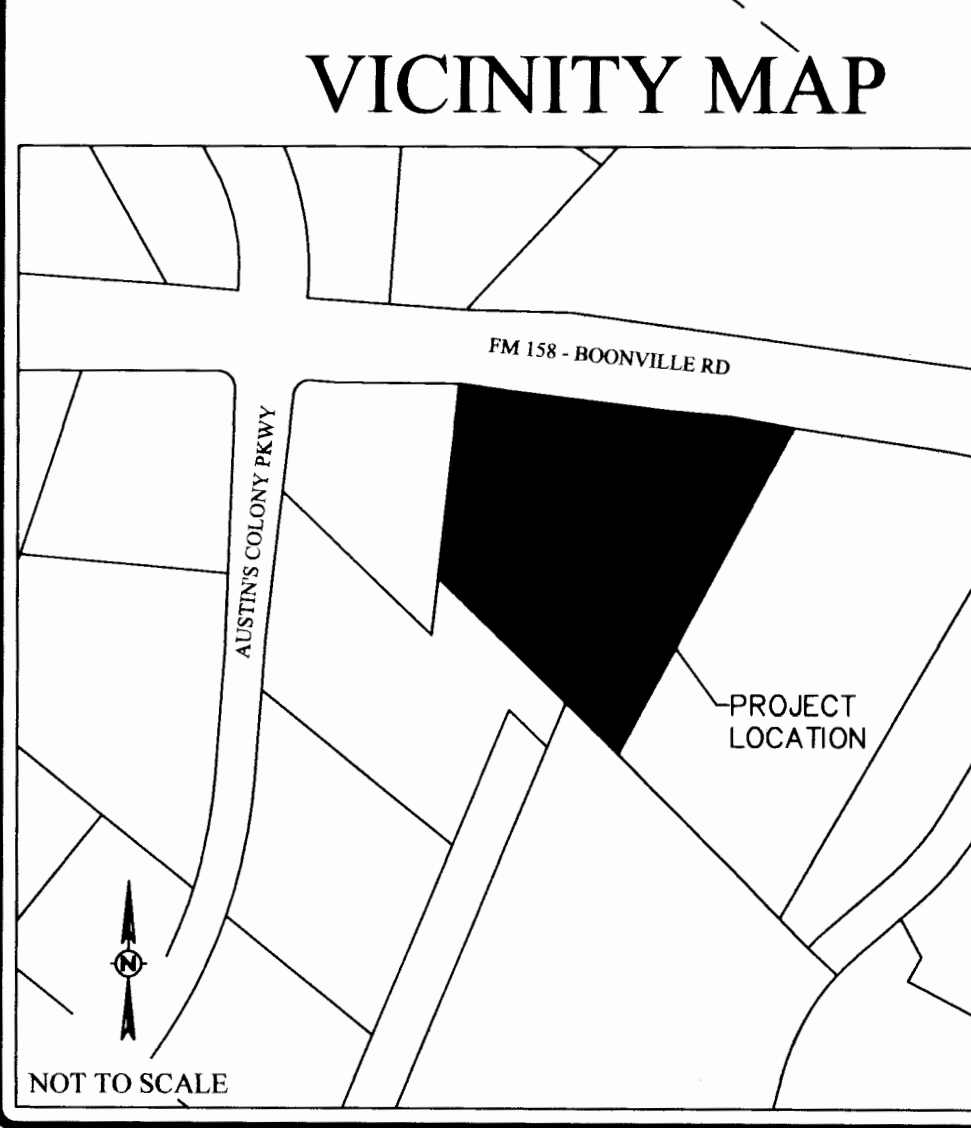 VICINITY MAP
FM 158 - BOONVILLE RD
AUSTIN'S COLONY PKWY
PROJECT
LOCATION
N
NOT TO SCALE